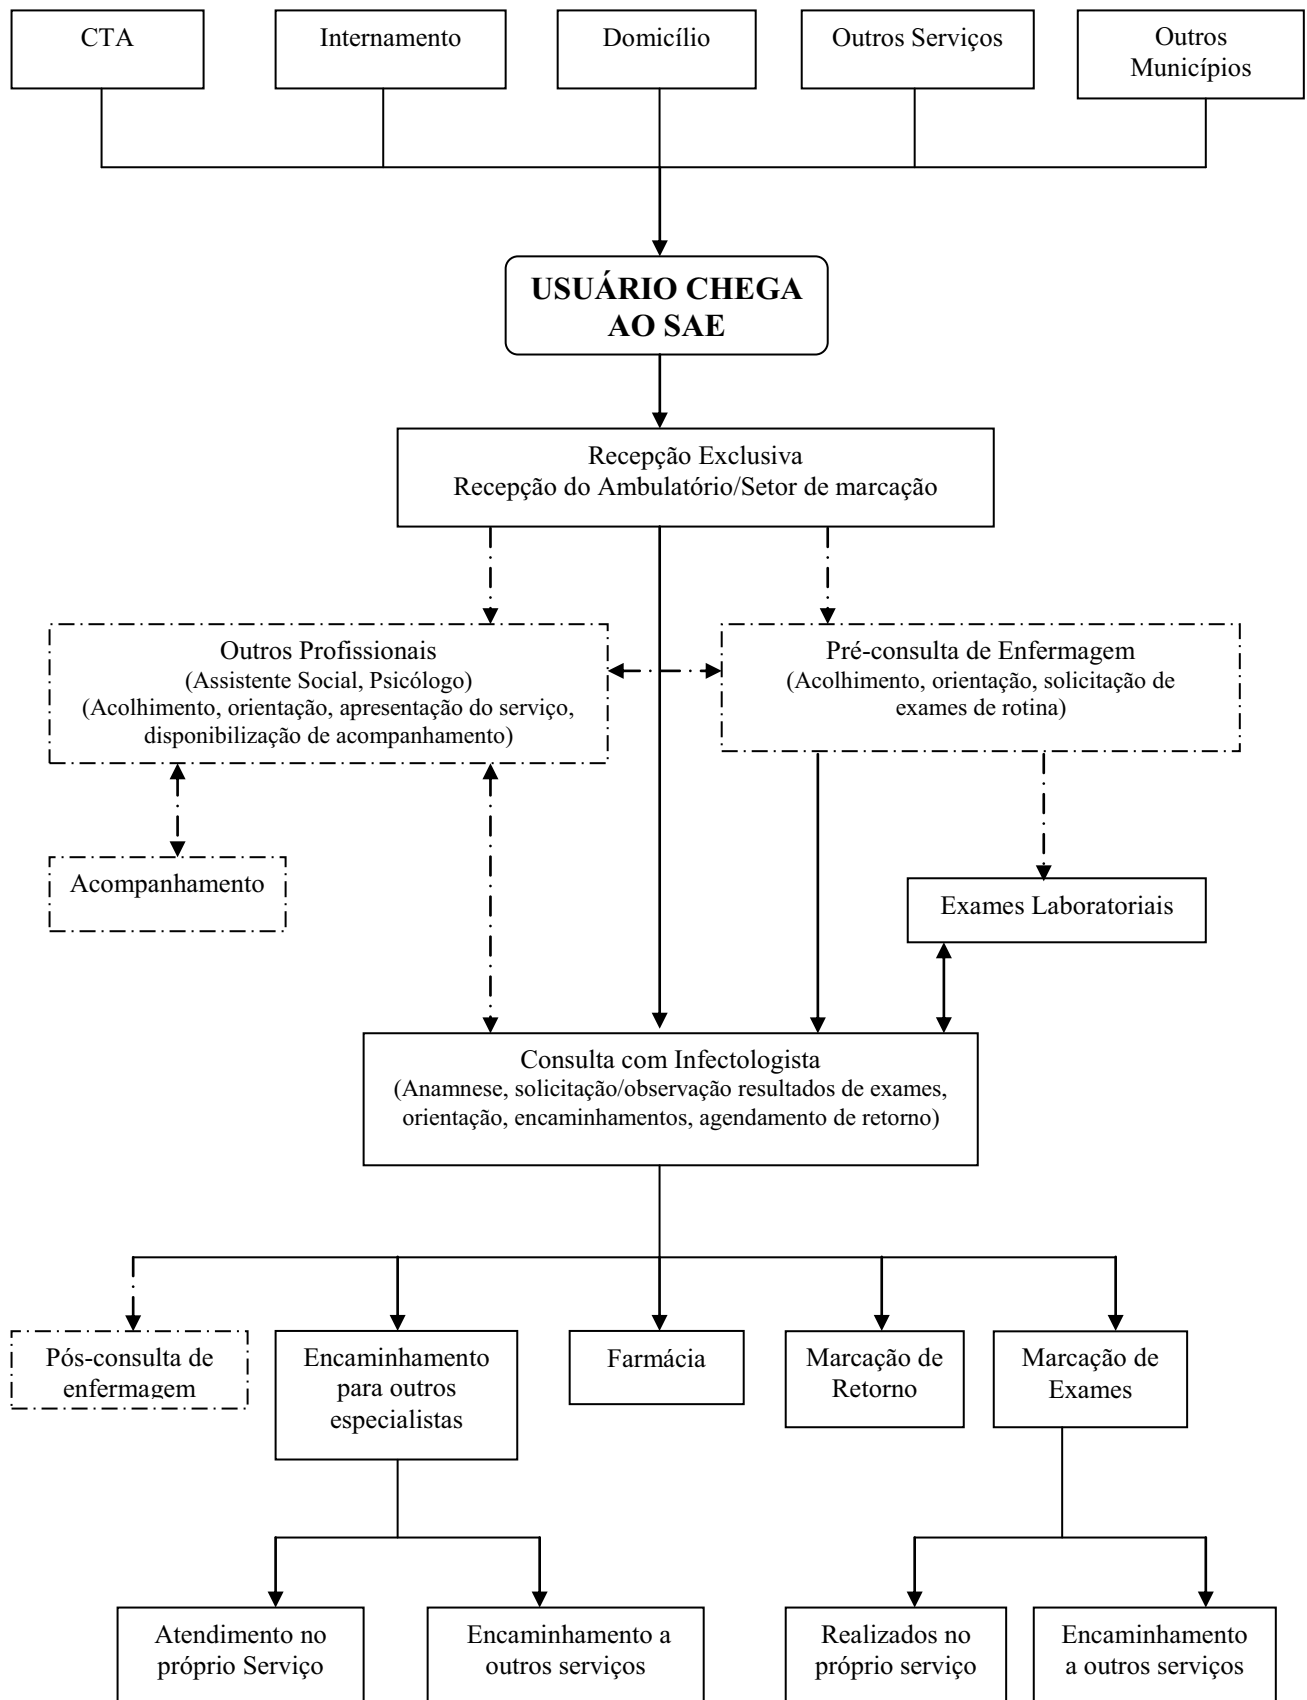 CTA
Internamento
Domicílio
Outros Serviços
Outros
Municípios
USUÁRIO CHEGA
AO SAE
Recepção Exclusiva
Recepção do Ambulatório/Setor de marcação
Outros Profissionais
(Assistente Social, Psicólogo)
(Acolhimento, orientação, apresentação do serviço,
disponibilização de acompanhamento)
Pré-consulta de Enfermagem
(Acolhimento, orientação, solicitação de
exames de rotina)
Acompanhamento
Exames Laboratoriais
Consulta com Infectologista
(Anamnese, solicitação/observação resultados de exames,
orientação, encaminhamentos, agendamento de retorno)
Pós-consulta de
enfermagem
Encaminhamento
para outros
especialistas
Farmácia
Marcação de
Retorno
Marcação de
Exames
Atendimento no
próprio Serviço
Encaminhamento a
outros serviços
Realizados no
próprio serviço
Encaminhamento
a outros serviços